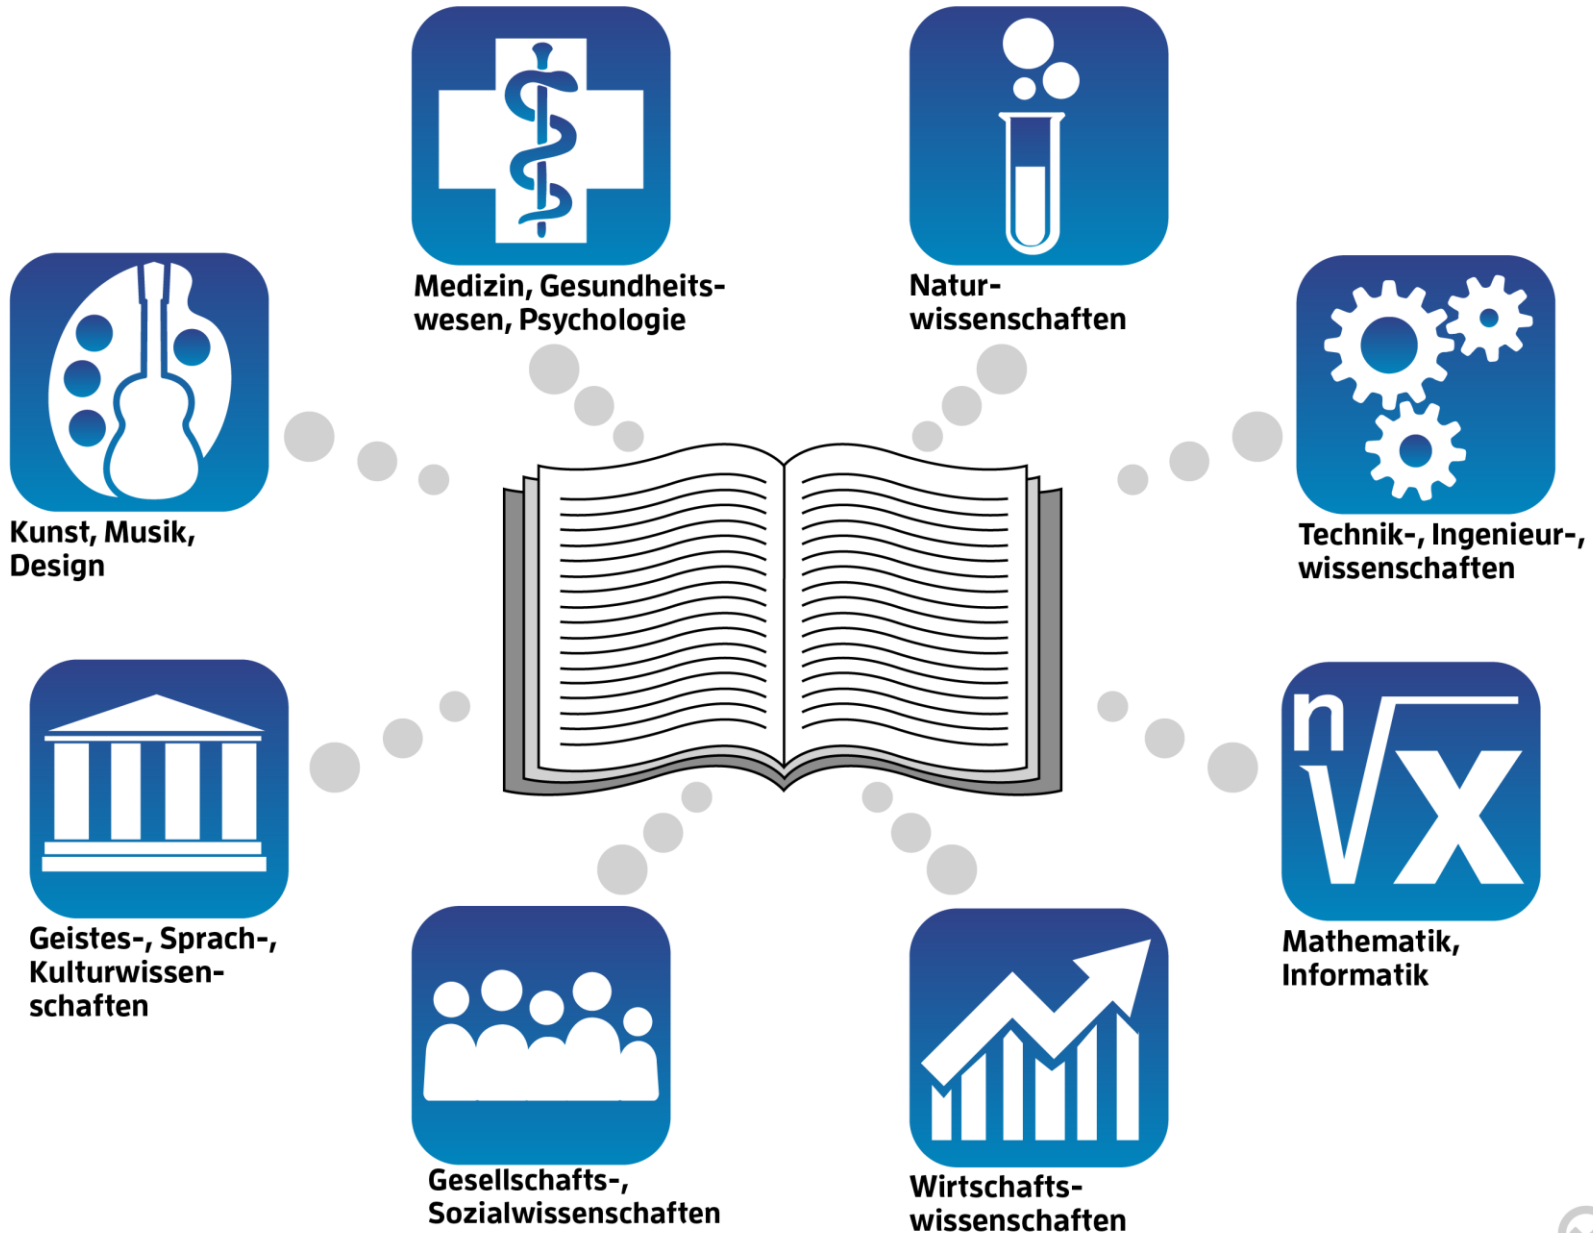 Medizin, Gesundheits-
wesen, Psychologie
Natur-
wissenschaften
Kunst, Musik,
Design
Technik-, Ingenieur-,
wissenschaften
n
√x
Geistes-, Sprach-,
Kulturwissen-
schaften
Mathematik,
Informatik
Gesellschafts-,
Sozialwissenschaften
Wirtschafts-
wissenschaften